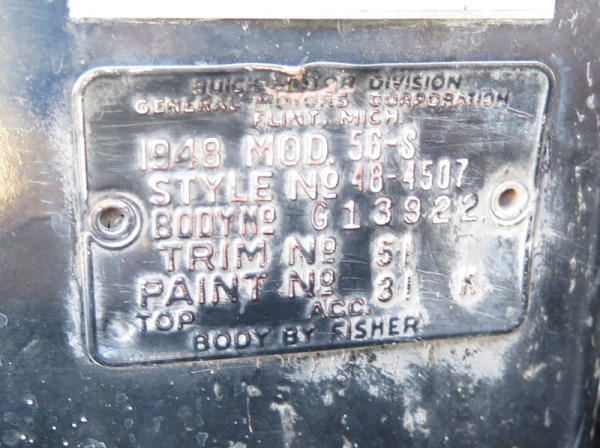 BUICK MOTOR DIVISION
GENERAL MOTORS CORPORATION
FLINT, MICH.
1948 MOD. 56-S
STYLE No 48-4507
BODY No G13922
TRIM No 51
PAINT No 31 K
TOP ACC.
BODY BY FISHER